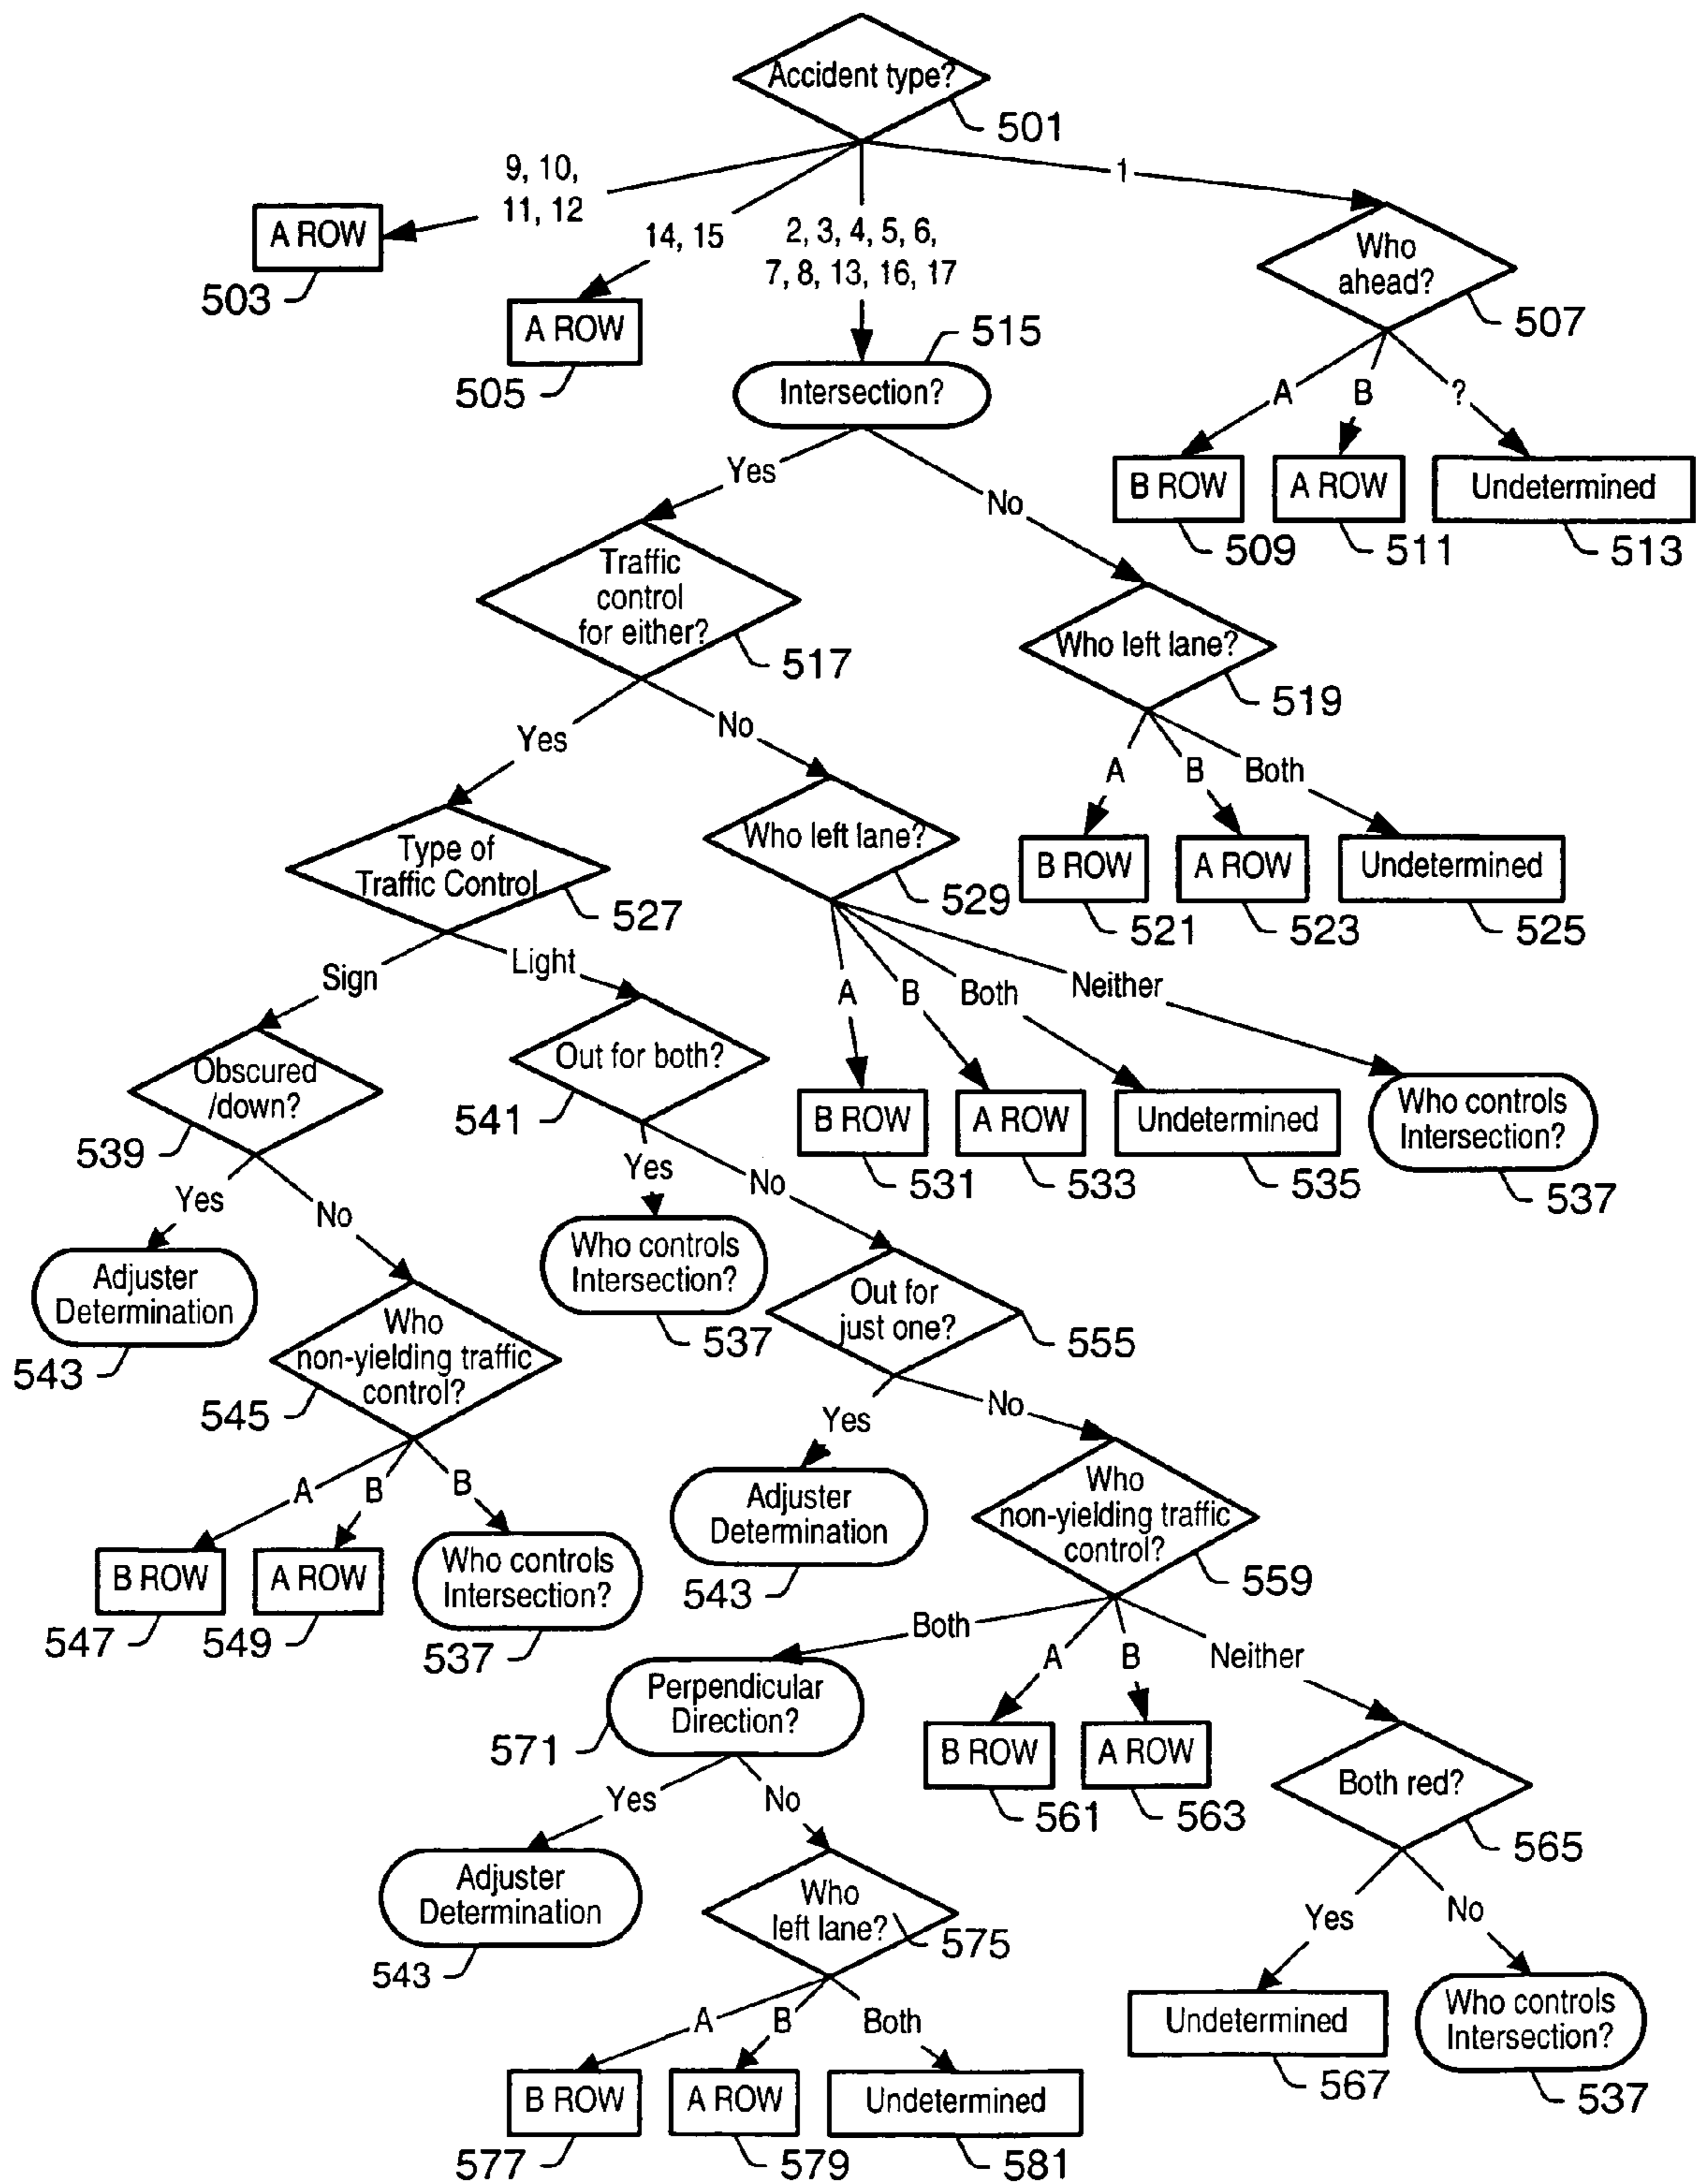 Accident type?
501
9, 10,
11, 12
14, 15
2, 3, 4, 5, 6,
7, 8, 13, 16, 17
1
A ROW
503
A ROW
505
Who
ahead?
507
A
B
?
B ROW
509
A ROW
511
Undetermined
513
515
Intersection?
Yes
No
Traffic
control
for either?
517
Who left lane?
519
A
B
Both
B ROW
521
A ROW
523
Undetermined
525
Yes
No
Type of
Traffic Control
527
Who left lane?
529
A
B
Both
Neither
B ROW
531
A ROW
533
Undetermined
535
Who controls
Intersection?
537
Sign
Light
Obscured
/down?
539
Out for both?
541
Yes
No
Adjuster
Determination
543
Who
non-yielding traffic
control?
545
A
B
B
B ROW
547
A ROW
549
Who controls
Intersection?
537
Yes
No
Who controls
Intersection?
537
Out for
just one?
555
Yes
No
Adjuster
Determination
543
Who
non-yielding traffic
control?
559
Both
A
B
Neither
Perpendicular
Direction?
571
B ROW
561
A ROW
563
Both red?
565
Yes
No
Adjuster
Determination
543
Who
left lane?
575
A
B
Both
B ROW
577
A ROW
579
Undetermined
581
Yes
No
Undetermined
567
Who controls
Intersection?
537